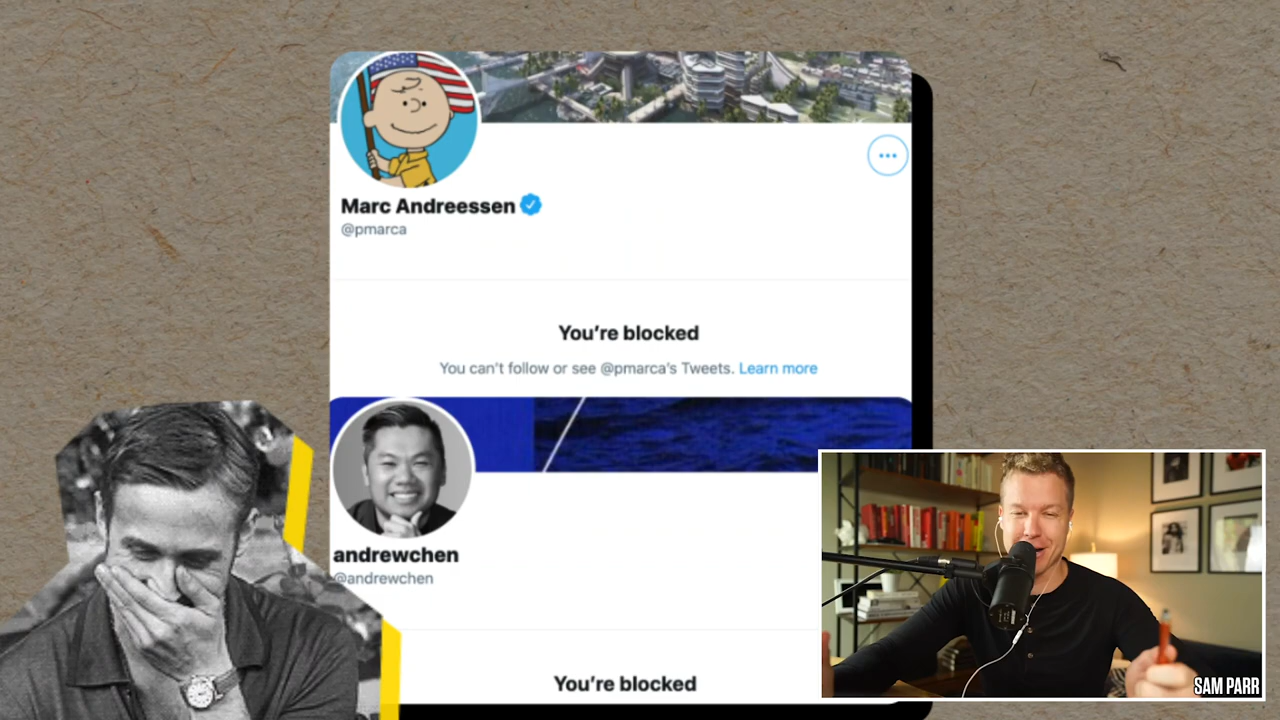 Marc Andreessen
@pmarca
You're blocked
You can't follow or see @pmarca's Tweets. Learn more
andrewchen
@andrewchen
You're blocked
SAM PARR